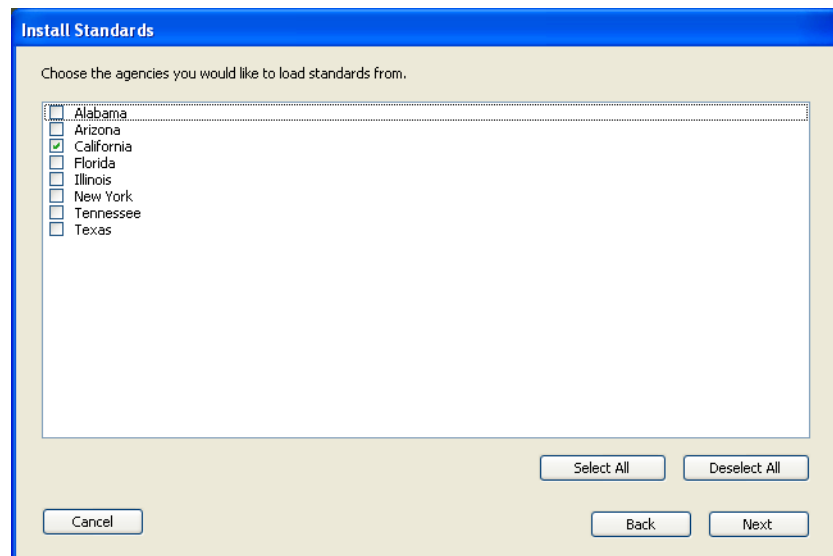 Install Standards
Choose the agencies you would like to load standards from.
Alabama
Arizona
California
Florida
Illinois
New York
Tennessee
Texas
Select All
Deselect All
Cancel
Back
Next